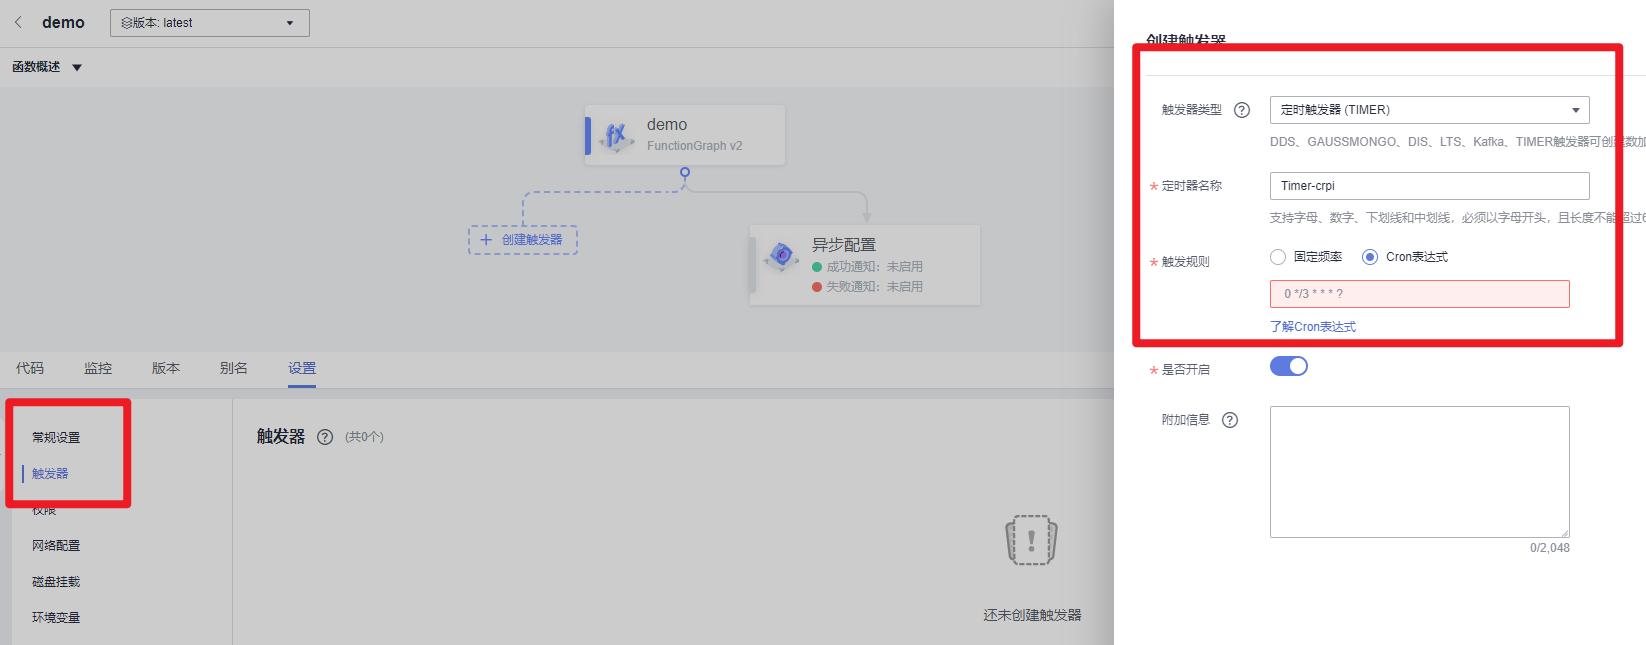 demo
版本: latest
函数概述
demo
FunctionGraph v2
创建触发器
异步配置
成功通知：未启用
失败通知：未启用
代码
监控
版本
别名
设置
常规设置
触发器
权限
网络配置
磁盘挂载
环境变量
触发器
(共0个)
还未创建触发器
创建触发器
触发器类型
定时触发器 (TIMER)
DDS、GAUSSMONGO、DIS、LTS、Kafka、TIMER触发器可创建数加
* 定时器名称
Timer-crpi
支持字母、数字、下划线和中划线，必须以字母开头，且长度不能超过6
* 触发规则
固定频率
Cron表达式
0 */3 * * * ?
了解Cron表达式
* 是否开启
附加信息
0/2,048